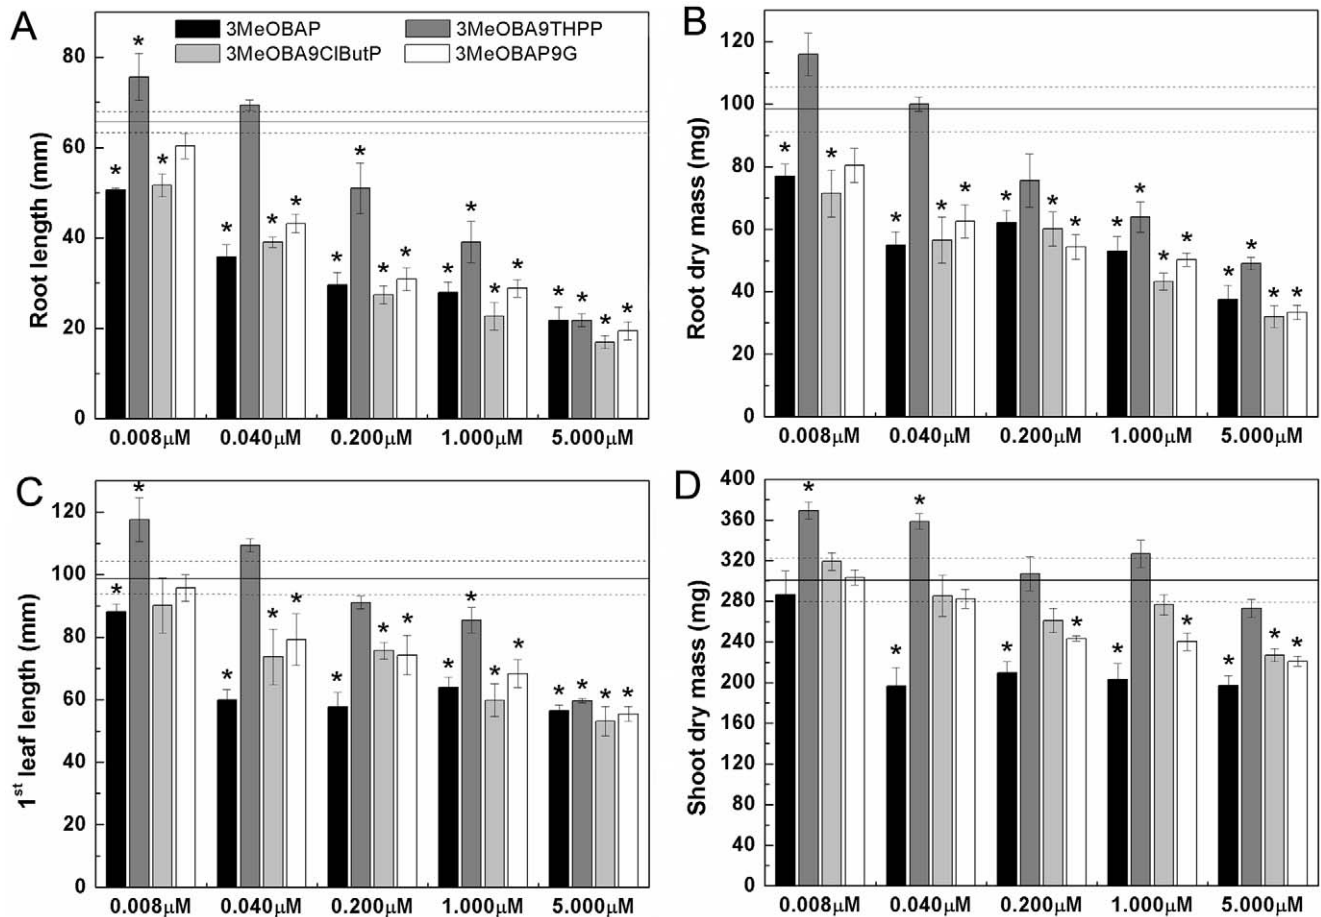 A
3MeOBAP
3MeOBA9THPP
3MeOBA9ClButP
3MeOBAP9G
Root length (mm)
80
60
40
20
0
* * * * * * * * * * * * * * * * *
0.008µM 0.040µM 0.200µM 1.000µM 5.000µM
B
Root dry mass (mg)
120
100
80
60
40
20
0
* * * * * * * * * * * * * * * *
0.008µM 0.040µM 0.200µM 1.000µM 5.000µM
C
1st leaf length (mm)
120
100
80
60
40
20
0
* * * * * * * * * * * * * * * *
0.008µM 0.040µM 0.200µM 1.000µM 5.000µM
D
Shoot dry mass (mg)
400
360
320
280
240
200
160
120
80
40
0
* * * * * * * * * * *
0.008µM 0.040µM 0.200µM 1.000µM 5.000µM